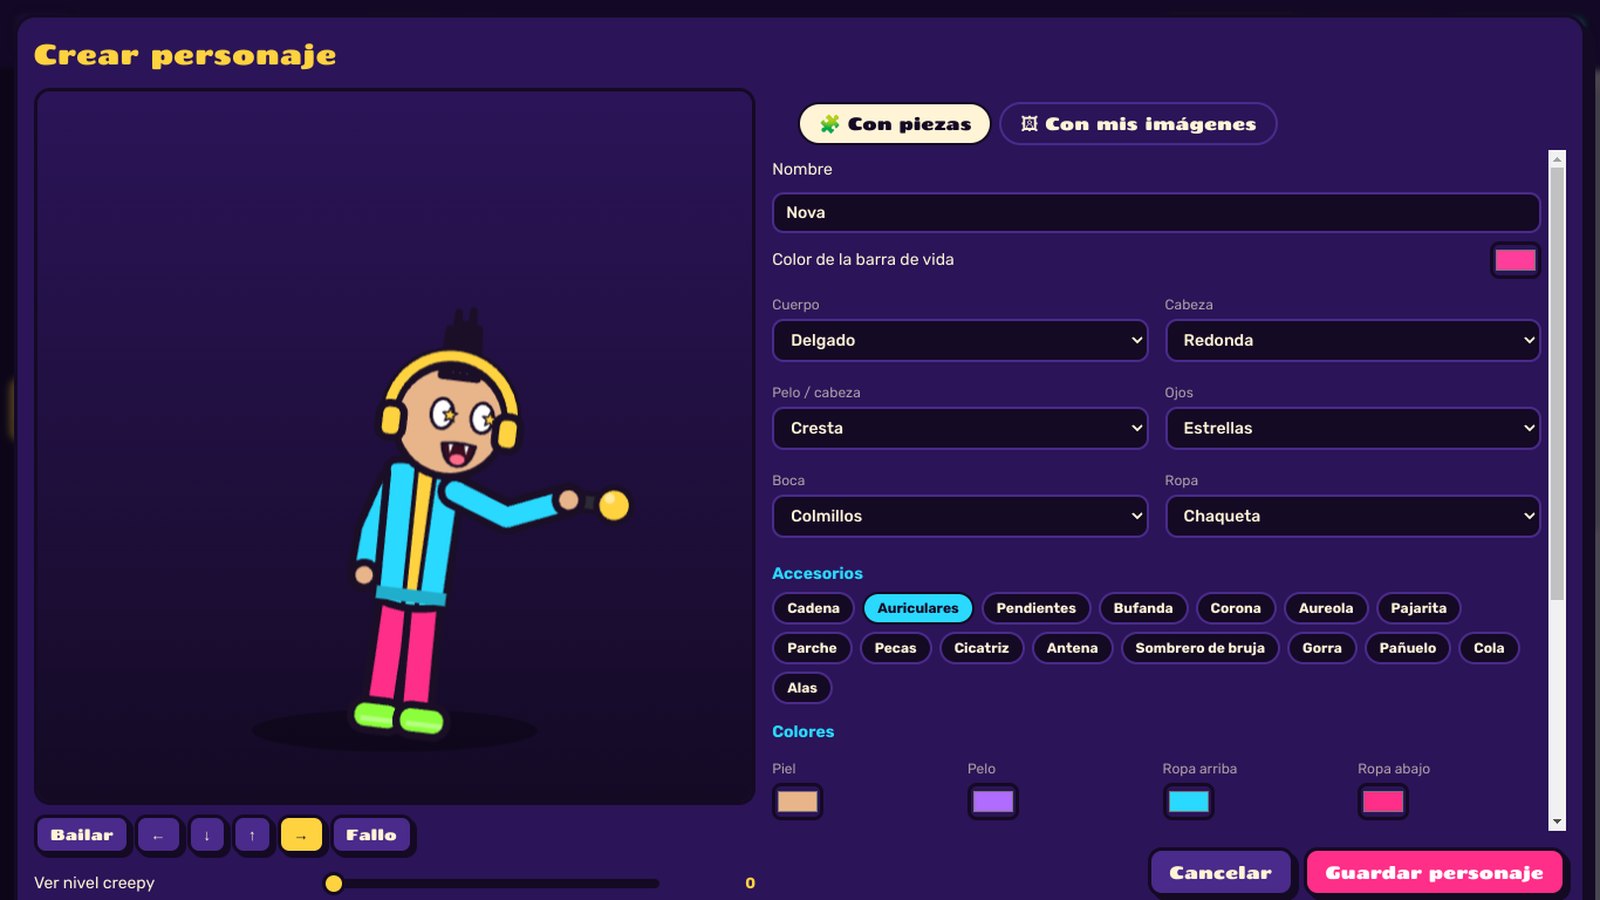 Crear personaje
🧩 Con piezas
🖼 Con mis imágenes
Nombre
Nova
Color de la barra de vida
Cuerpo
Cabeza
Delgado
Redonda
Pelo / cabeza
Ojos
Cresta
Estrellas
Boca
Ropa
Colmillos
Chaqueta
Accesorios
Cadena Auriculares Pendientes Bufanda Corona Aureola Pajarita
Parche Pecas Cicatriz Antena Sombrero de bruja Gorra Pañuelo Cola
Alas
Colores
Piel Pelo Ropa arriba Ropa abajo
Bailar ← ↓ ↑ → Fallo
Ver nivel creepy 0
Cancelar Guardar personaje